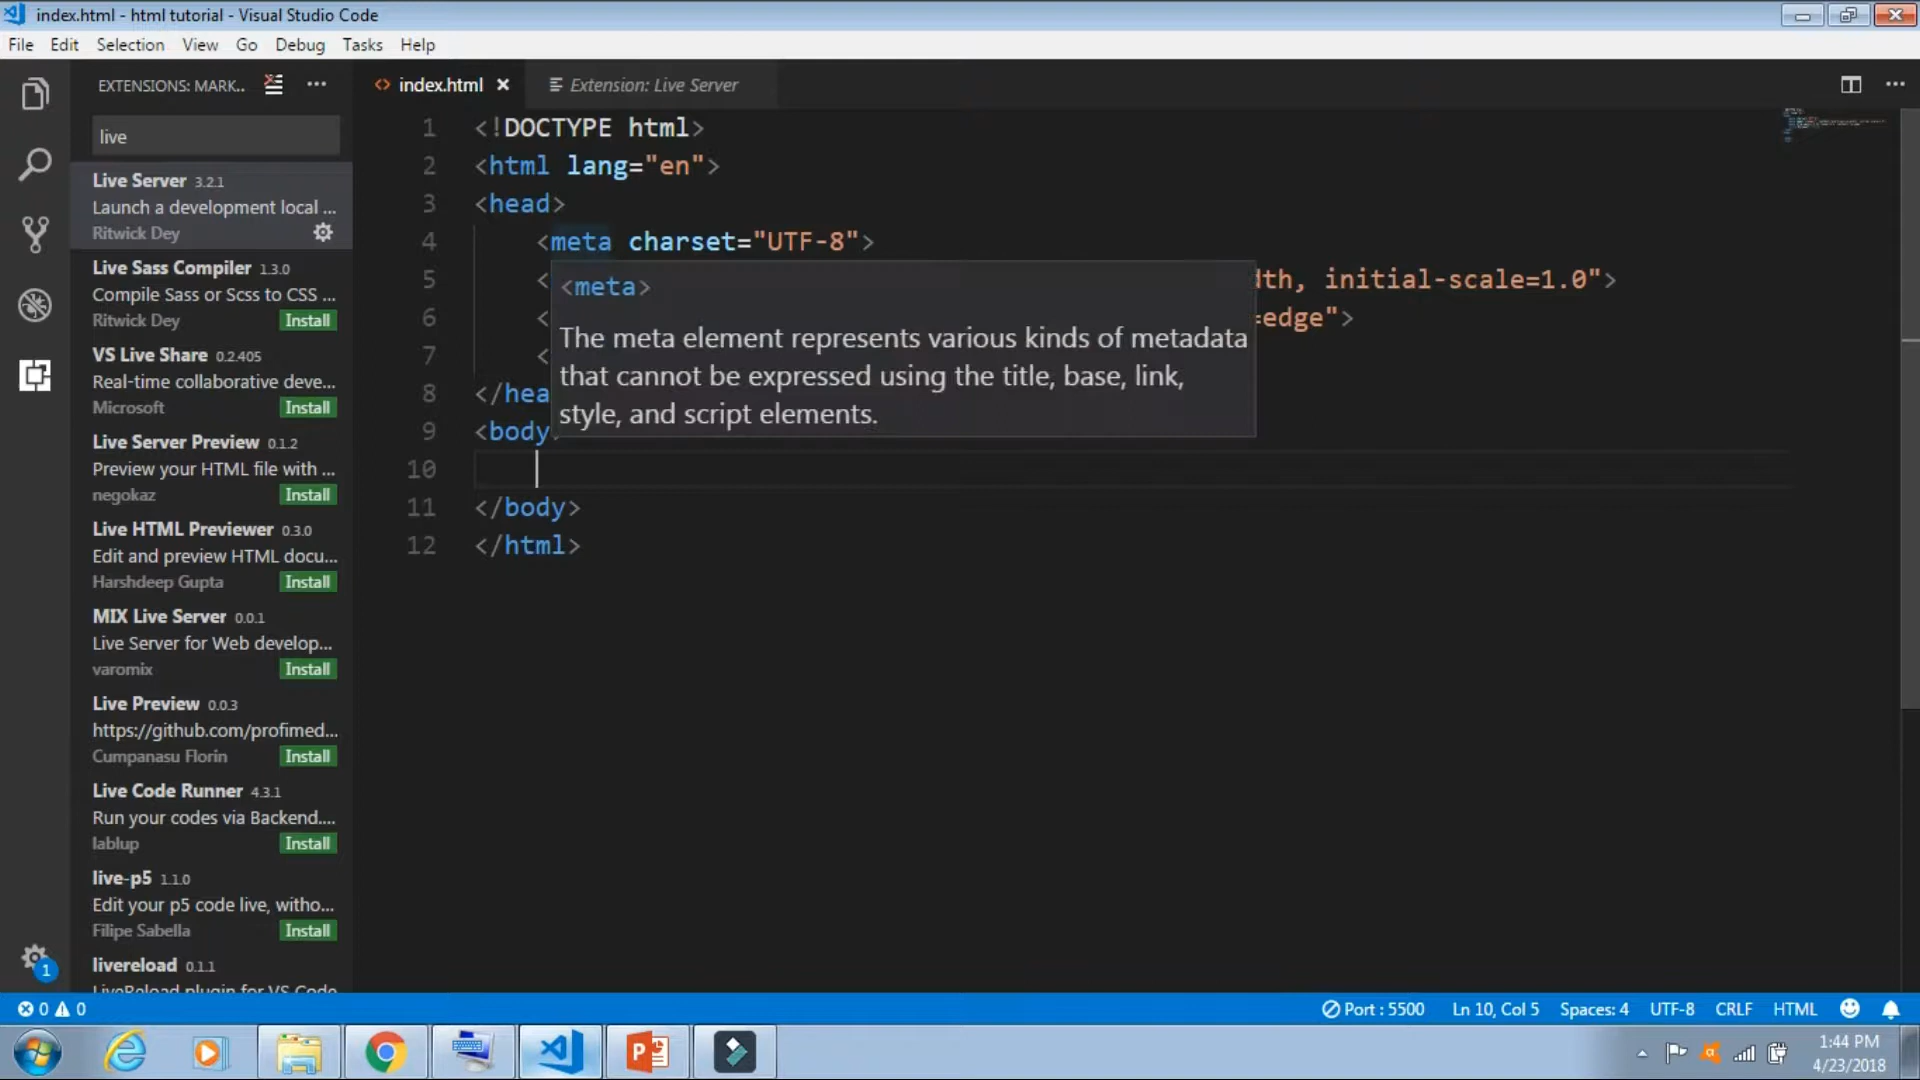 index.html - html tutorial - Visual Studio Code
File Edit Selection View Go Debug Tasks Help
EXTENSIONS: MARK...
index.html
Extension: Live Server
live
Live Server 3.2.1
Launch a development local ...
Ritwick Dey
Live Sass Compiler 1.3.0
Compile Sass or Scss to CSS ...
Ritwick Dey Install
VS Live Share 0.2.405
Real-time collaborative deve...
Microsoft Install
Live Server Preview 0.1.2
Preview your HTML file with ...
negokaz Install
Live HTML Previewer 0.3.0
Edit and preview HTML docu...
Harshdeep Gupta Install
MIX Live Server 0.0.1
Live Server for Web develop...
varomix Install
Live Preview 0.0.3
https://github.com/profimed...
Cumpanasu Florin Install
Live Code Runner 4.3.1
Run your codes via Backend....
lablup Install
live-p5 1.1.0
Edit your p5 code live, witho...
Filipe Sabella Install
livereload 0.1.1
LiveReload plugin for VS Code
1 <!DOCTYPE html>
2 <html lang="en">
3 <head>
4 <meta charset="UTF-8">
5 < dth, initial-scale=1.0">
6 < =edge">
7 <
8 </hea
9 <body
10
11 </body>
12 </html>
<meta>
The meta element represents various kinds of metadata
that cannot be expressed using the title, base, link,
style, and script elements.
1
0 0 Port : 5500 Ln 10, Col 5 Spaces: 4 UTF-8 CRLF HTML
1:44 PM
4/23/2018